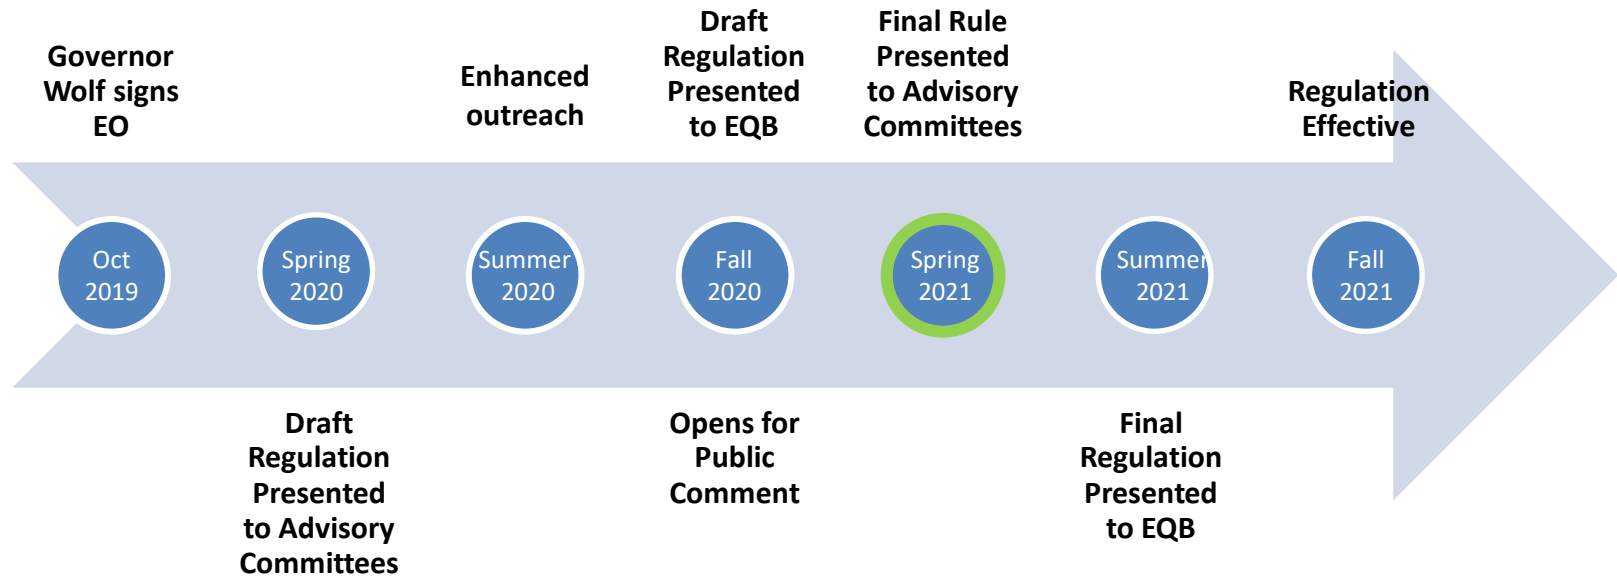 Governor
Wolf signs
EO
Enhanced
outreach
Draft
Regulation
Presented
to EQB
Final Rule
Presented
to Advisory
Committees
Regulation
Effective
Oct
2019
Spring
2020
Summer
2020
Fall
2020
Spring
2021
Summer
2021
Fall
2021
Draft
Regulation
Presented
to Advisory
Committees
Opens for
Public
Comment
Final
Regulation
Presented
to EQB